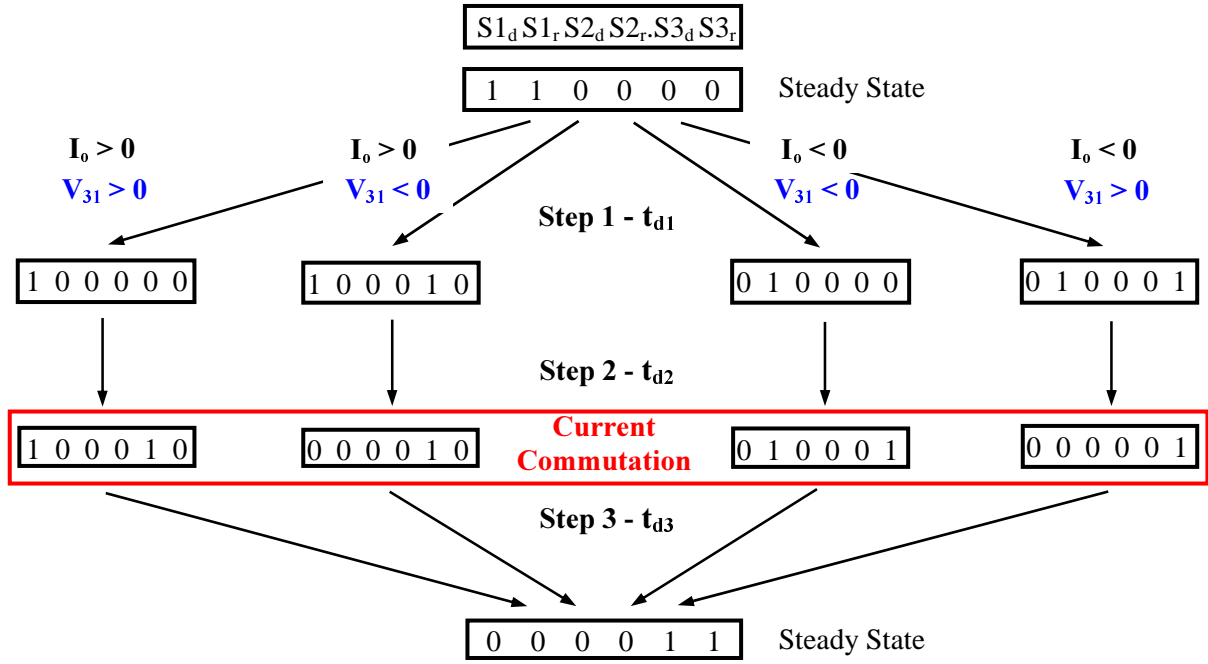 S1d S1r S2d S2r.S3d S3r
1 1 0 0 0 0 Steady State
Io > 0 Io > 0 Io < 0 Io < 0
V31 > 0 V31 < 0 V31 < 0 V31 > 0
Step 1 - td1
1 0 0 0 0 0 1 0 0 0 1 0 0 1 0 0 0 0 0 1 0 0 0 1
Step 2 - td2
Current
Commutation
1 0 0 0 1 0 0 0 0 0 1 0 0 1 0 0 0 1 0 0 0 0 0 1
Step 3 - td3
0 0 0 0 1 1 Steady State